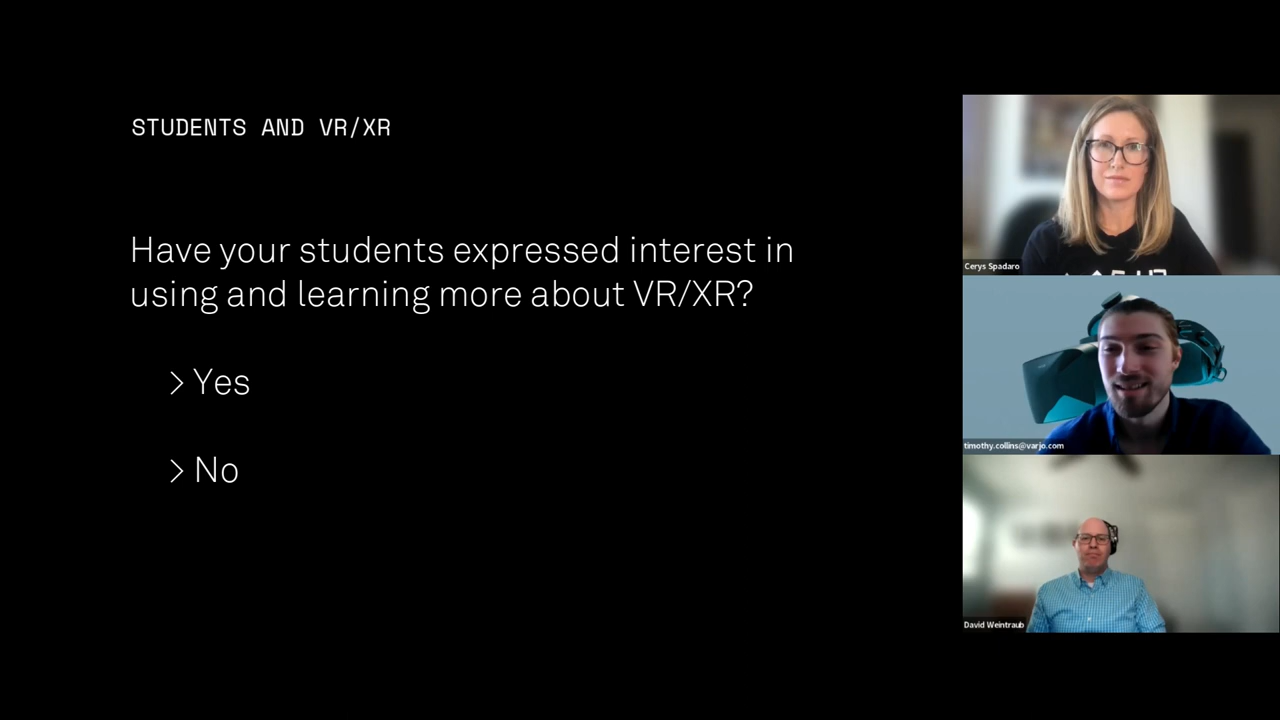 STUDENTS AND VR/XR
Have your students expressed interest in
using and learning more about VR/XR?
> Yes
> No
Cerys Spadaro
timothy.collins@varjo.com
David Weintraub